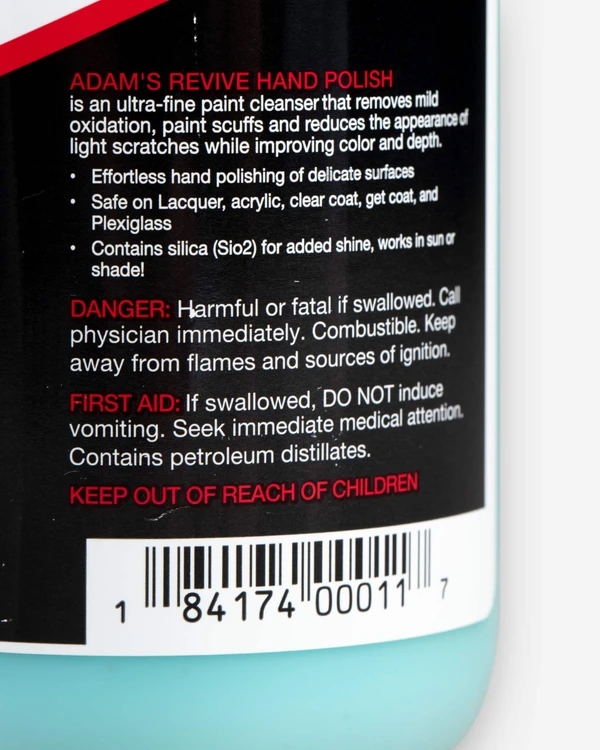 ADAM'S REVIVE HAND POLISH
is an ultra-fine paint cleanser that removes mild
oxidation, paint scuffs and reduces the appearance of
light scratches while improving color and depth.
• Effortless hand polishing of delicate surfaces
• Safe on Lacquer, acrylic, clear coat, get coat, and
Plexiglass
• Contains silica (Sio2) for added shine, works in sun or
shade!
DANGER: Harmful or fatal if swallowed. Call
physician immediately. Combustible. Keep
away from flames and sources of ignition.
FIRST AID: If swallowed, DO NOT induce
vomiting. Seek immediate medical attention.
Contains petroleum distillates.
KEEP OUT OF REACH OF CHILDREN
1 84174 00011 7